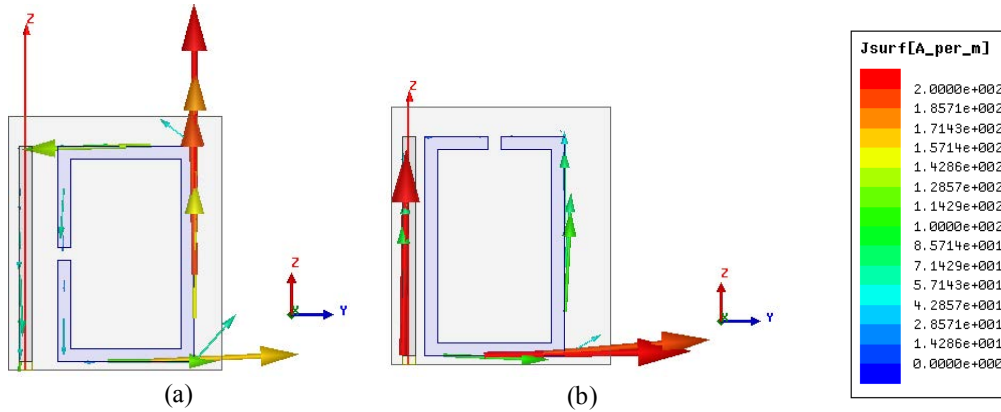 Z
Z
Y
(a)
Z
Z
Y
(b)
Jsurf[A_per_m]
2.0000e+002
1.8571e+002
1.7143e+002
1.5714e+002
1.4286e+002
1.2857e+002
1.1429e+002
1.0000e+002
8.5714e+001
7.1429e+001
5.7143e+001
4.2857e+001
2.8571e+001
1.4286e+001
0.0000e+000